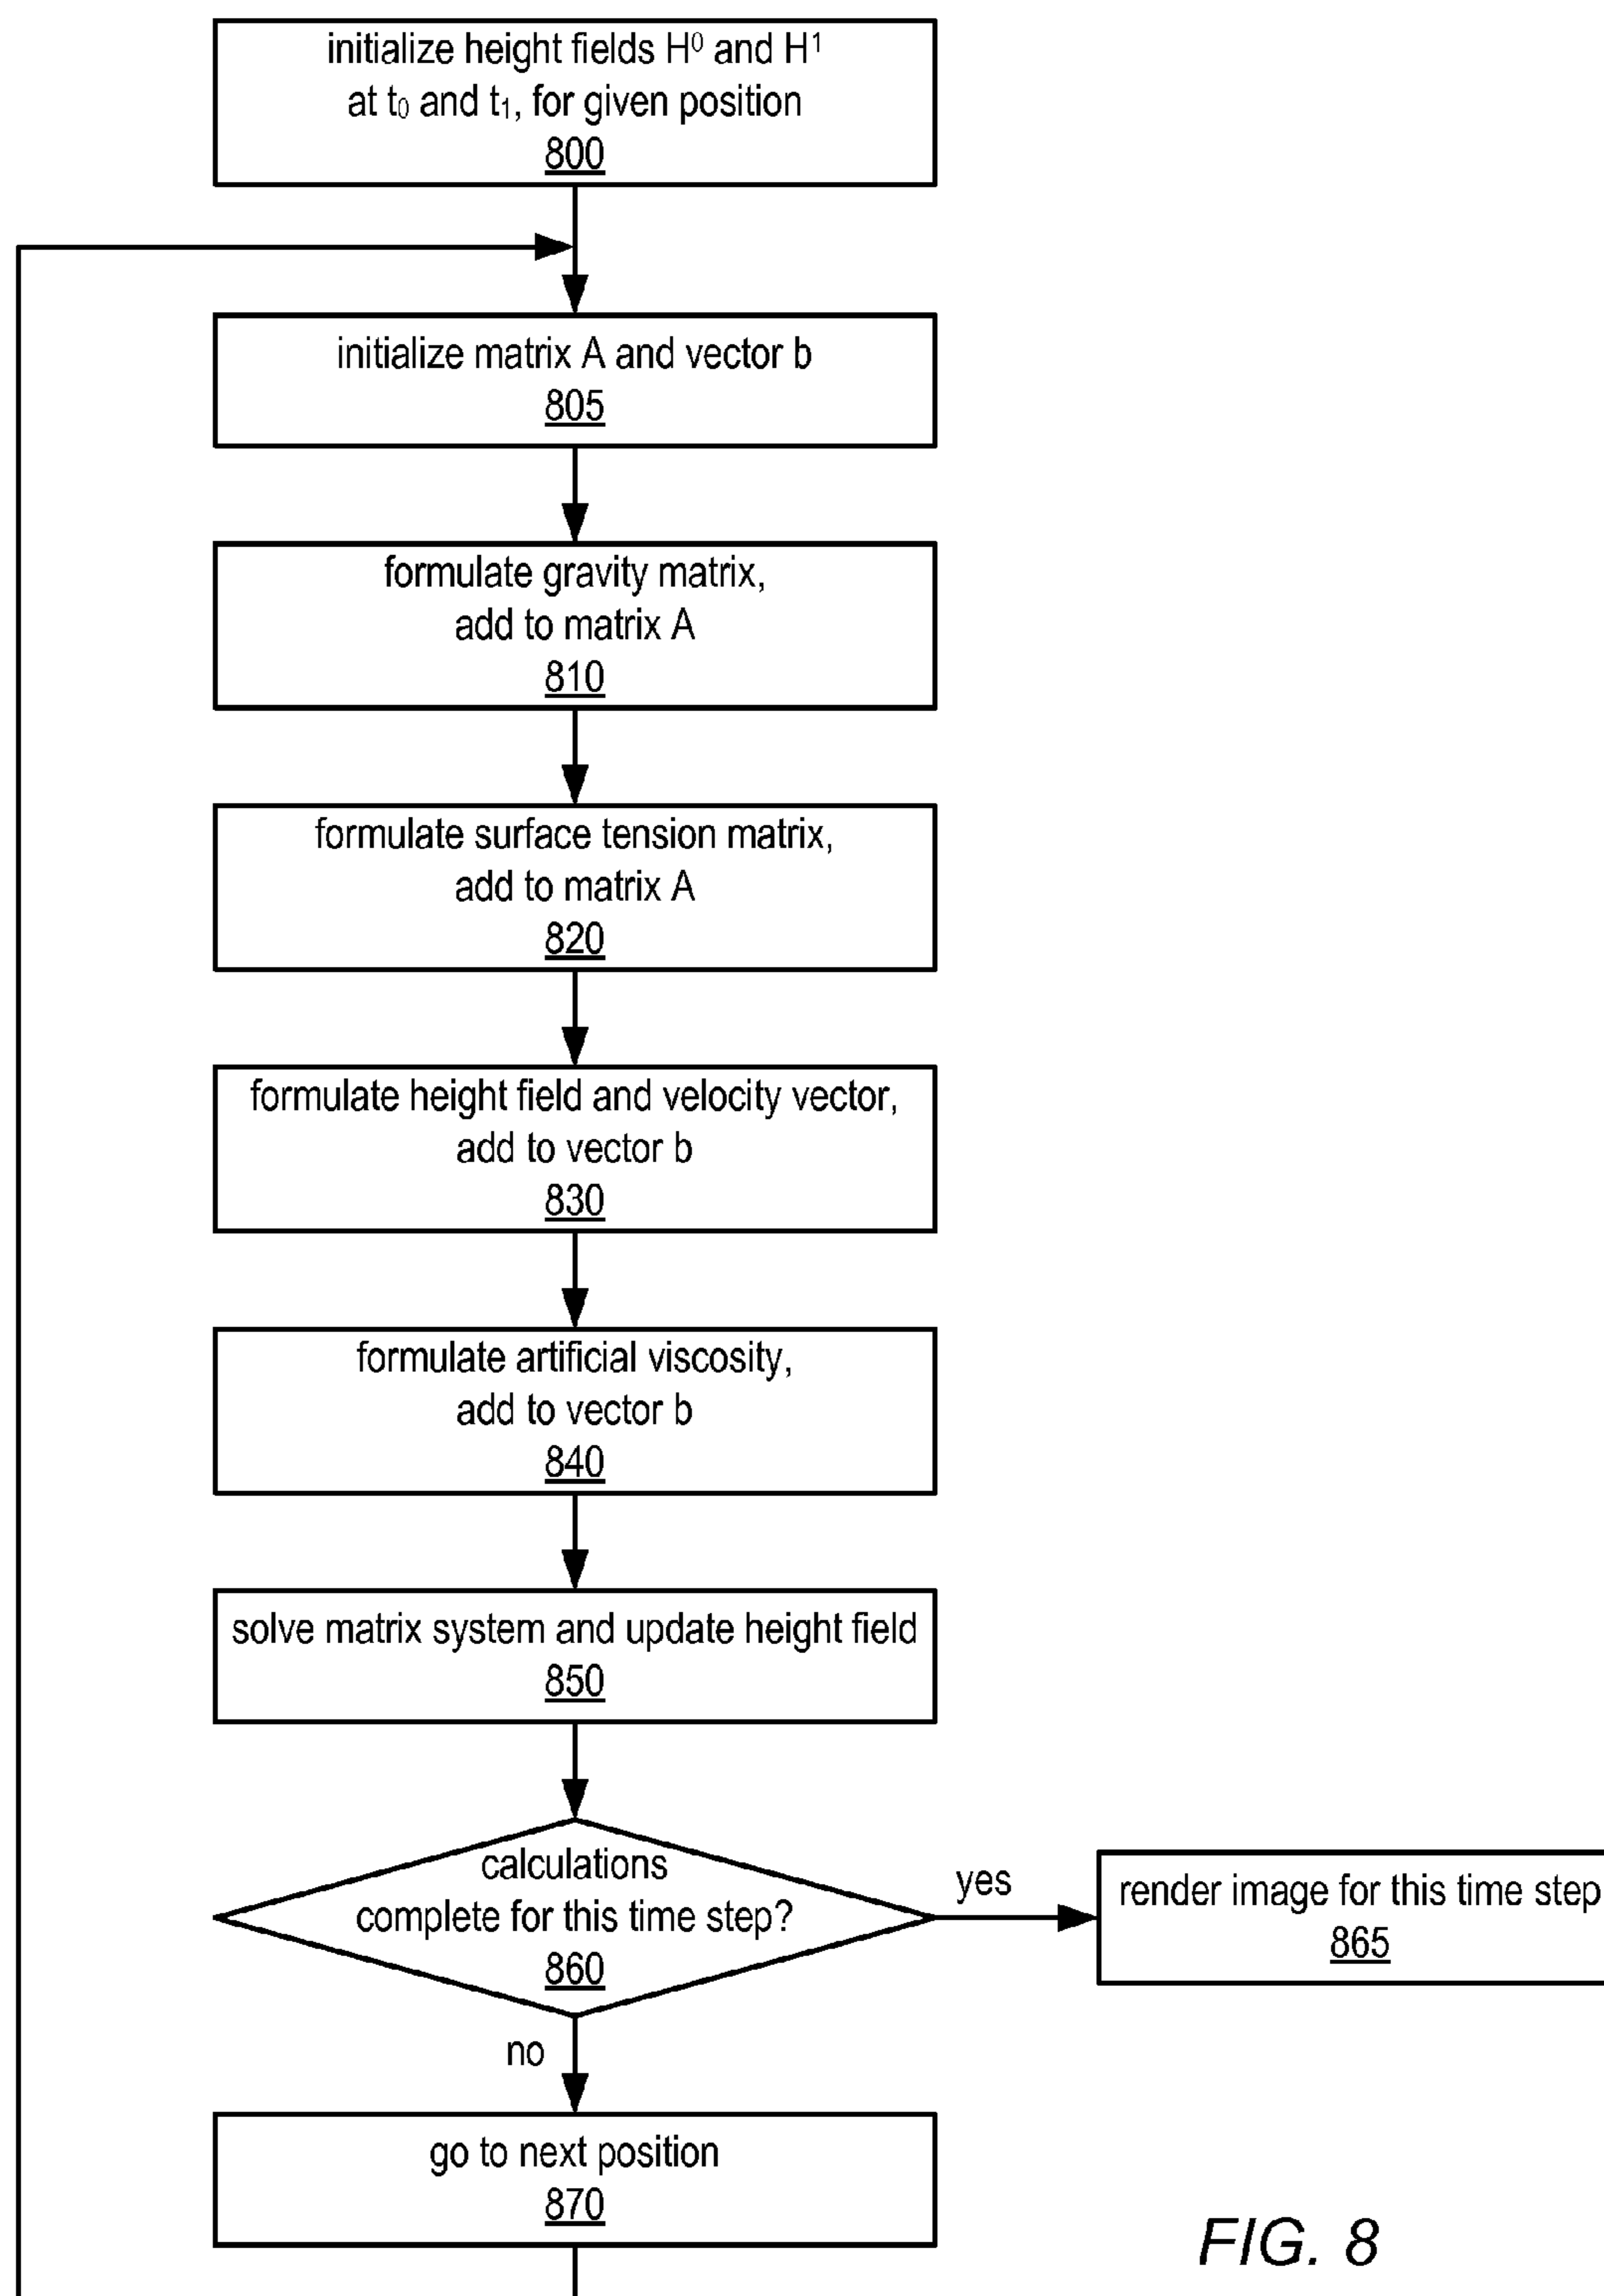 initialize height fields H⁰ and H¹
at t₀ and t₁, for given position
800
initialize matrix A and vector b
805
formulate gravity matrix,
add to matrix A
810
formulate surface tension matrix,
add to matrix A
820
formulate height field and velocity vector,
add to vector b
830
formulate artificial viscosity,
add to vector b
840
solve matrix system and update height field
850
calculations
complete for this time step?
860
yes
render image for this time step
865
no
go to next position
870
FIG. 8